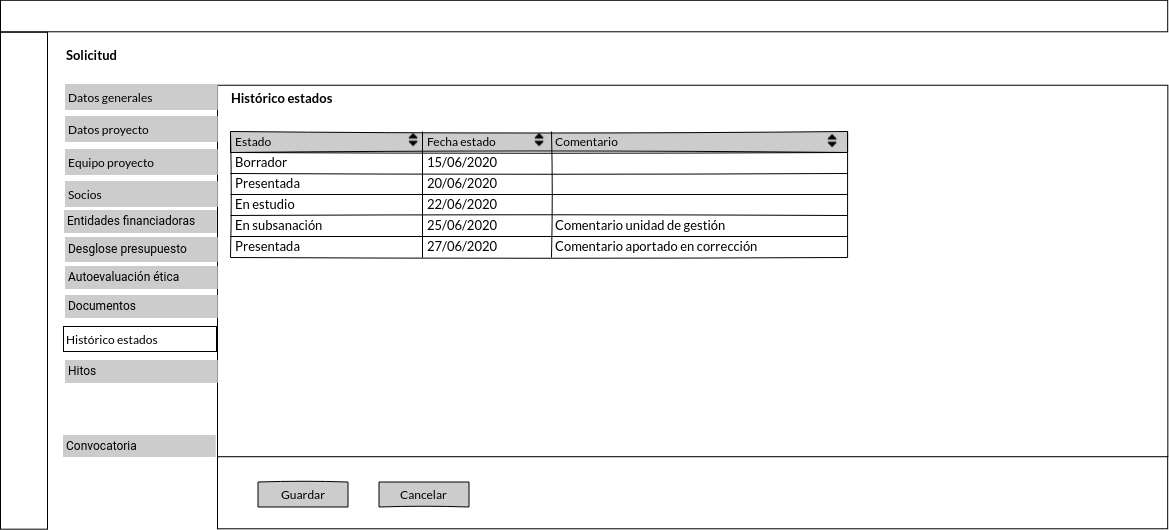 Solicitud
Datos generales
Datos proyecto
Equipo proyecto
Socios
Entidades financiadoras
Desglose presupuesto
Autoevaluación ética
Documentos
Histórico estados
Hitos
Convocatoria
Histórico estados
Estado Fecha estado Comentario
Borrador 15/06/2020
Presentada 20/06/2020
En estudio 22/06/2020
En subsanación 25/06/2020 Comentario unidad de gestión
Presentada 27/06/2020 Comentario aportado en corrección
Guardar Cancelar